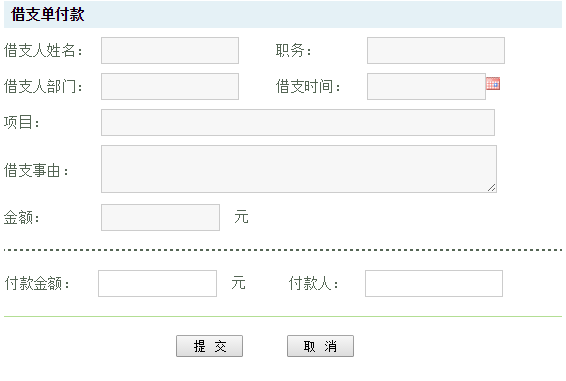 借支单付款
借支人姓名： 职务：
借支人部门： 借支时间：
项目：
借支事由：
金额： 元
付款金额： 元 付款人：
提 交 取 消